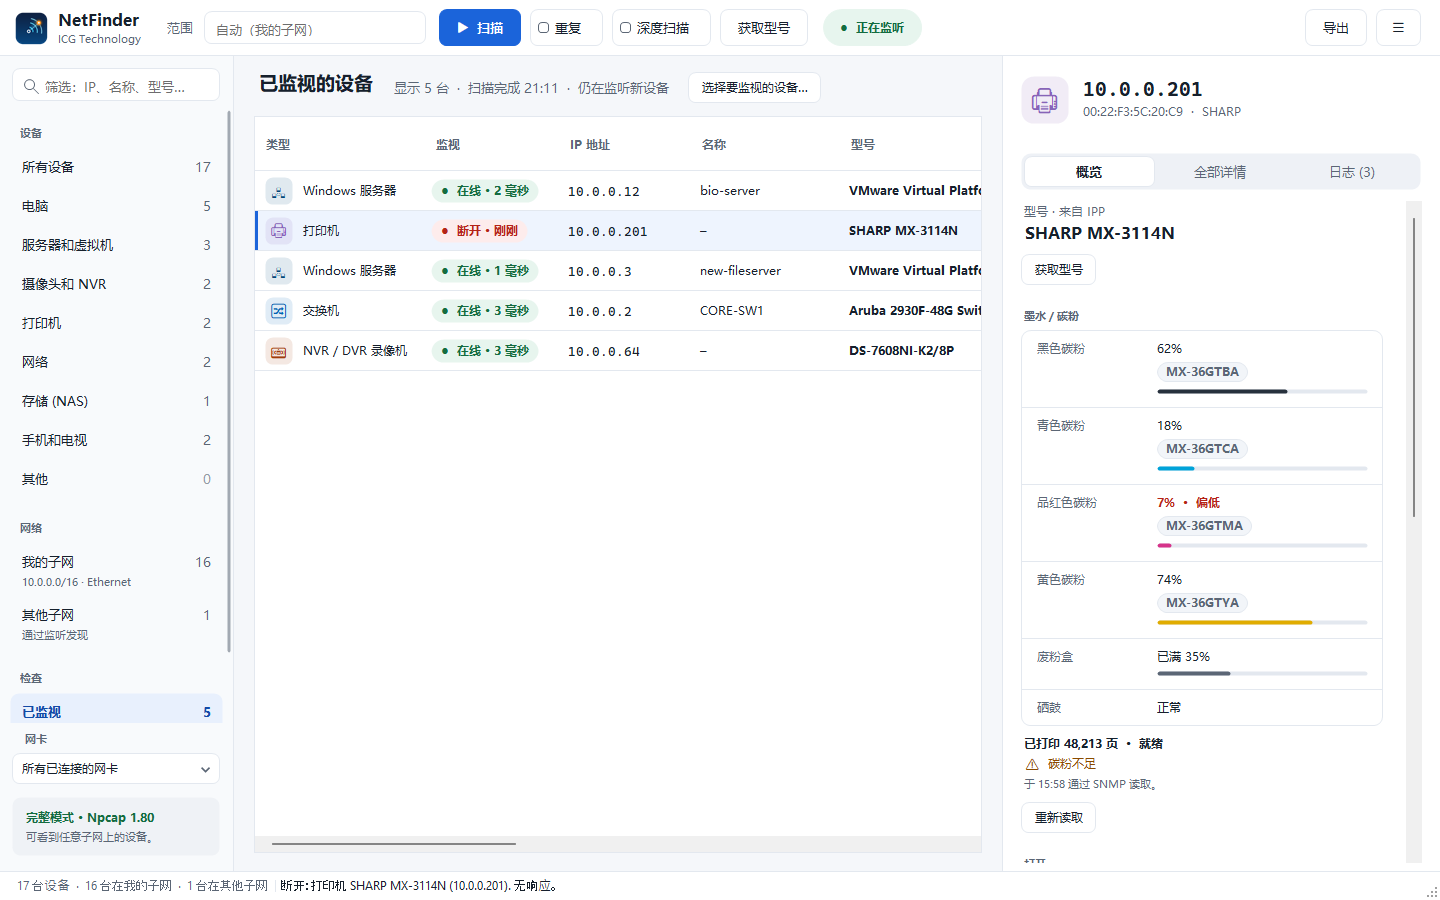 NetFinder
ICG Technology
范围
自动（我的子网）
扫描
重复
深度扫描
获取型号
正在监听
导出
筛选：IP、名称、型号...
设备
所有设备 17
电脑 5
服务器和虚拟机 3
摄像头和 NVR 2
打印机 2
网络 2
存储 (NAS) 1
手机和电视 2
其他 0
网络
我的子网 16
10.0.0.0/16 · Ethernet
其他子网 1
通过监听发现
检查
已监视 5
网卡
所有已连接的网卡
完整模式 • Npcap 1.80
可看到任意子网上的设备。
已监视的设备
显示 5 台 · 扫描完成 21:11 · 仍在监听新设备
选择要监视的设备...
类型 监视 IP 地址 名称 型号
Windows 服务器 在线 • 2 毫秒 10.0.0.12 bio-server VMware Virtual Platfo
打印机 断开 • 刚刚 10.0.0.201 – SHARP MX-3114N
Windows 服务器 在线 • 1 毫秒 10.0.0.3 new-fileserver VMware Virtual Platfo
交换机 在线 • 3 毫秒 10.0.0.2 CORE-SW1 Aruba 2930F-48G Swit
NVR / DVR 录像机 在线 • 3 毫秒 10.0.0.64 – DS-7608NI-K2/8P
10.0.0.201
00:22:F3:5C:20:C9 · SHARP
概览
全部详情
日志 (3)
型号 · 来自 IPP
SHARP MX-3114N
获取型号
墨水 / 碳粉
黑色碳粉 62%
MX-36GTBA
青色碳粉 18%
MX-36GTCA
品红色碳粉 7% • 偏低
MX-36GTMA
黄色碳粉 74%
MX-36GTYA
废粉盒 已满 35%
硒鼓 正常
已打印 48,213 页 • 就绪
碳粉不足
于 15:58 通过 SNMP 读取。
重新读取
17 台设备 · 16 台在我的子网 · 1 台在其他子网 断开: 打印机 SHARP MX-3114N (10.0.0.201). 无响应。